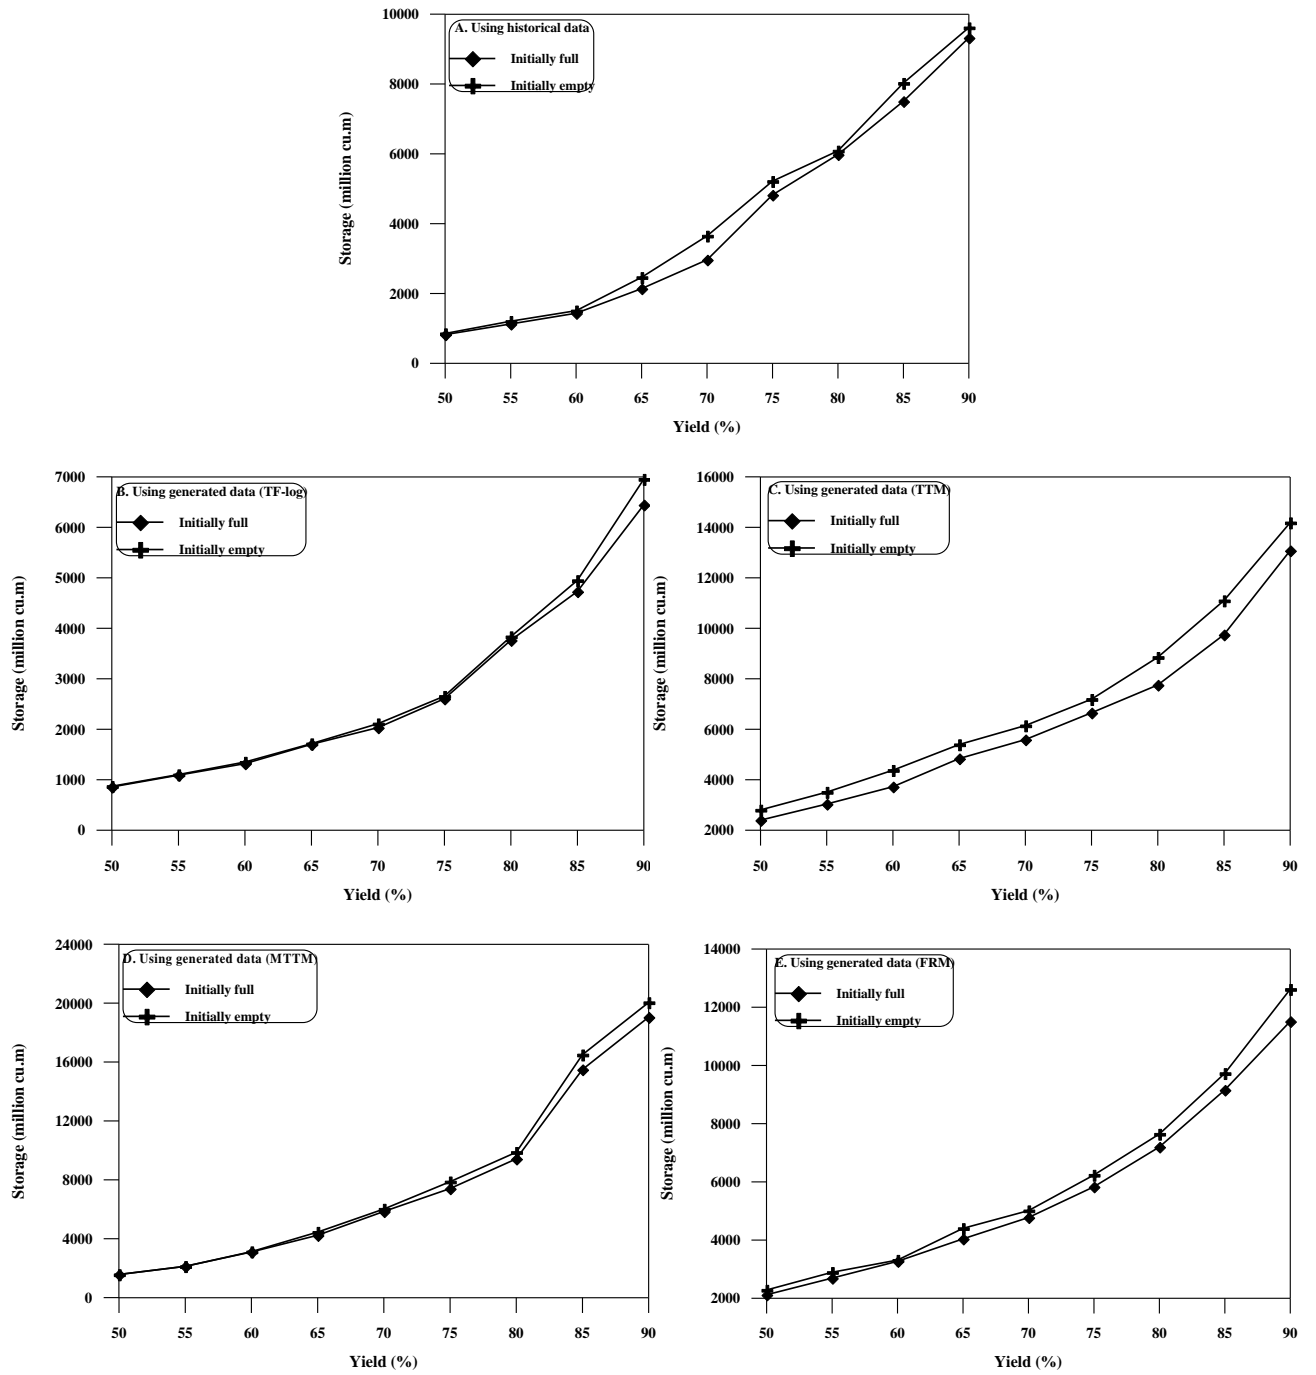 A. Using historical data
Initially full
Initially empty
10000
8000
6000
4000
2000
0
Storage (million cu.m)
50 55 60 65 70 75 80 85 90
Yield (%)
B. Using generated data (TF-log)
Initially full
Initially empty
7000
6000
5000
4000
3000
2000
1000
0
Storage (million cu.m)
50 55 60 65 70 75 80 85 90
Yield (%)
C. Using generated data (TTM)
Initially full
Initially empty
16000
14000
12000
10000
8000
6000
4000
2000
Storage (million cu.m)
50 55 60 65 70 75 80 85 90
Yield (%)
D. Using generated data (MTTM)
Initially full
Initially empty
24000
20000
16000
12000
8000
4000
0
Storage (million cu.m)
50 55 60 65 70 75 80 85 90
Yield (%)
E. Using generated data (FRM)
Initially full
Initially empty
14000
12000
10000
8000
6000
4000
2000
Storage (million cu.m)
50 55 60 65 70 75 80 85 90
Yield (%)